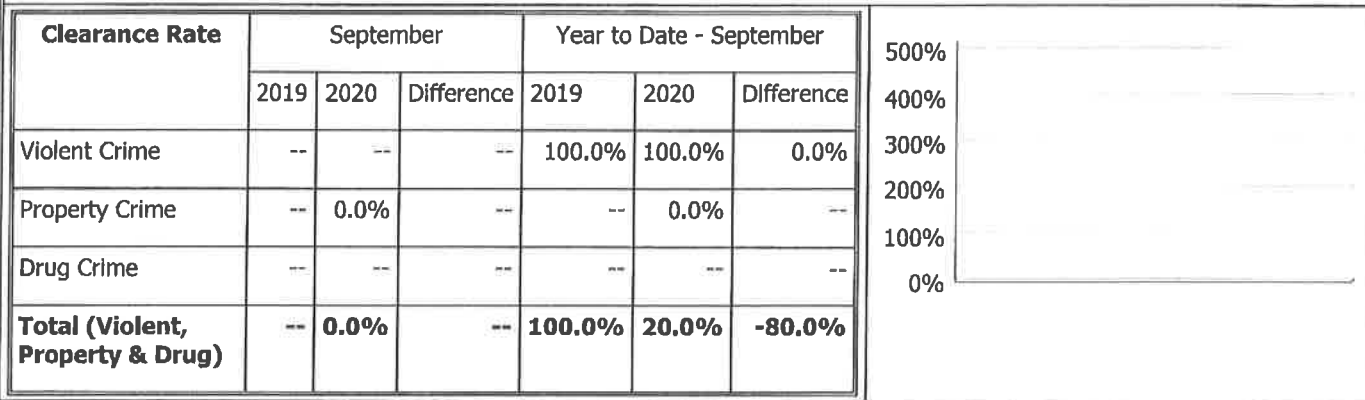 Clearance Rate September Year to Date - September
2019 2020 Difference 2019 2020 Difference
Violent Crime -- -- -- 100.0% 100.0% 0.0%
Property Crime -- 0.0% -- -- 0.0% --
Drug Crime -- -- -- -- -- --
Total (Violent, -- 0.0% -- 100.0% 20.0% -80.0%
Property & Drug)
500%
400%
300%
200%
100%
0%